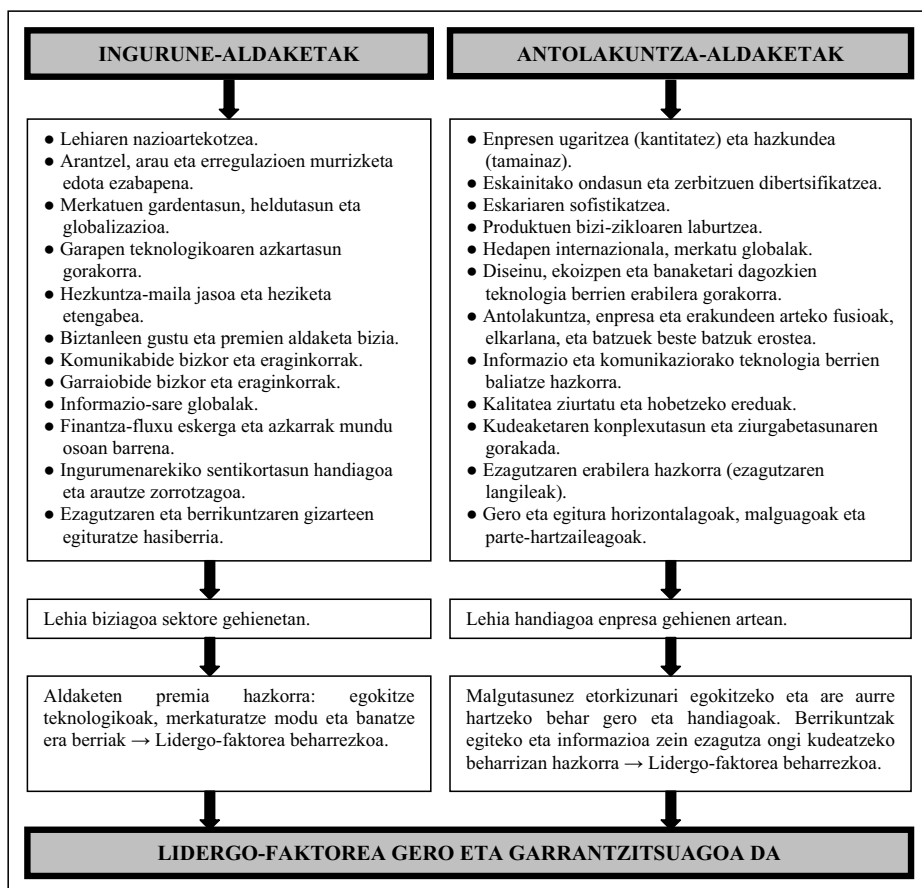 INGURUNE-ALDAKETAK
● Lehiaren nazioartekotzea.
● Arantzel, arau eta erregulazioen murrizketa
edota ezabapena.
● Merkatuen gardentasun, heldutasun eta
globalizazioa.
● Garapen teknologikoaren azkartasun
gorakorra.
● Hezkuntza-maila jasoa eta heziketa
etengabea.
● Biztanleen gustu eta premien aldaketa bizia.
● Komunikabide bizkor eta eraginkorrak.
● Garraiobide bizkor eta eraginkorrak.
● Informazio-sare globalak.
● Finantza-fluxu eskerga eta azkarrak mundu
osoan barrena.
● Ingurumenarekiko sentikortasun handiagoa
eta arautze zorrotzagoa.
● Ezagutzaren eta berrikuntzaren gizarteen
egituratze hasiberria.
Lehia biziagoa sektore gehienetan.
Aldaketen premia hazkorra: egokitze
teknologikoak, merkaturatze modu eta banatze
era berriak → Lidergo-faktorea beharrezkoa.
ANTOLAKUNTZA-ALDAKETAK
● Enpresen ugaritzea (kantitatez) eta hazkundea
(tamainaz).
● Eskainitako ondasun eta zerbitzuen dibertsifikatzea.
● Eskariaren sofistikatzea.
● Produktuen bizi-zikloaren laburtzea.
● Hedapen internazionala, merkatu globalak.
● Diseinu, ekoizpen eta banaketari dagozkien
teknologia berrien erabilera gorakorra.
● Antolakuntza, enpresa eta erakundeen arteko fusioak,
elkarlana, eta batzuek beste batzuk erostea.
● Informazio eta komunikaziorako teknologia berrien
baliatze hazkorra.
● Kalitatea ziurtatu eta hobetzeko ereduak.
● Kudeaketaren konplexutasun eta ziurgabetasunaren
gorakada.
● Ezagutzaren erabilera hazkorra (ezagutzaren
langileak).
● Gero eta egitura horizontalagoak, malguagoak eta
parte-hartzaileagoak.
Lehia handiagoa enpresa gehienen artean.
Malgutasunez etorkizunari egokitzeko eta are aurre
hartzeko behar gero eta handiagoak. Berrikuntzak
egiteko eta informazioa zein ezagutza ongi kudeatzeko
beharrizan hazkorra → Lidergo-faktorea beharrezkoa.
LIDERGO-FAKTOREA GERO ETA GARRANTZITSUAGOA DA